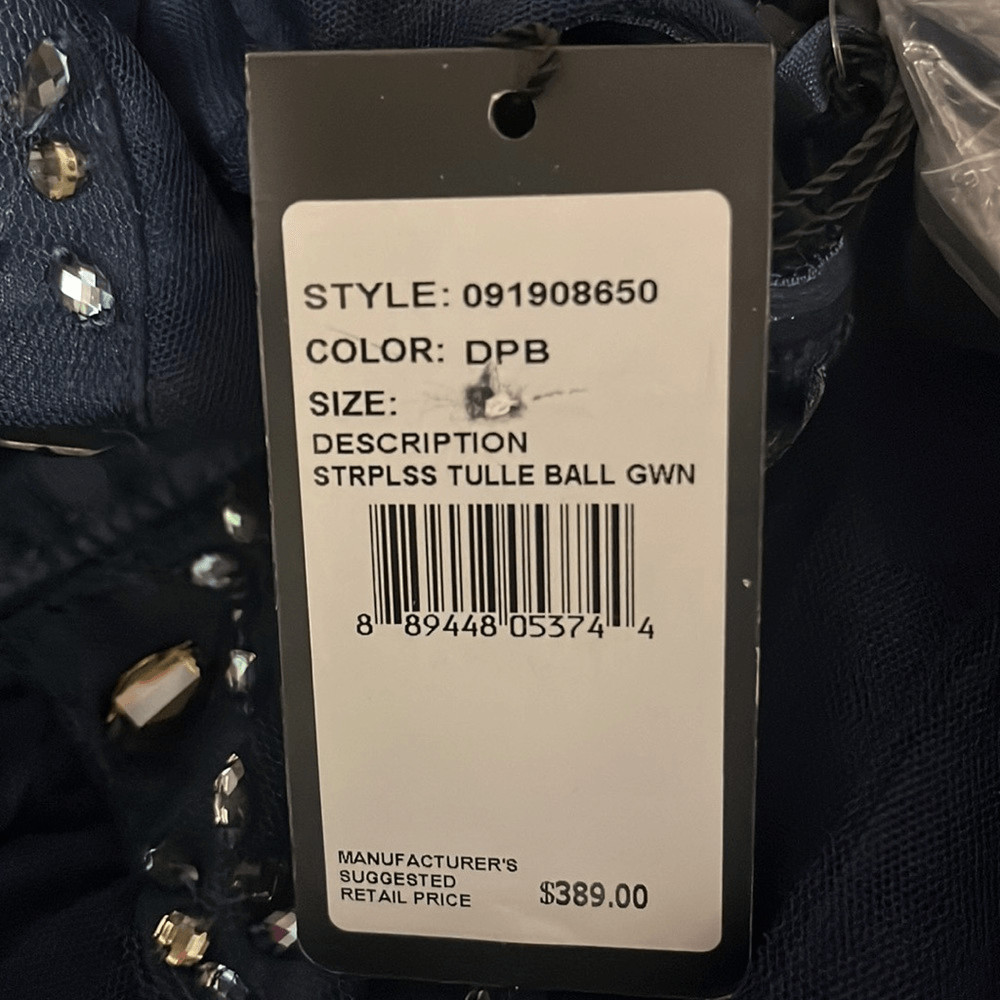 STYLE: 091908650
COLOR: DPB
SIZE:
DESCRIPTION
STRPLSS TULLE BALL GWN
8 89448 05374 4
MANUFACTURER'S
SUGGESTED
RETAIL PRICE $389.00